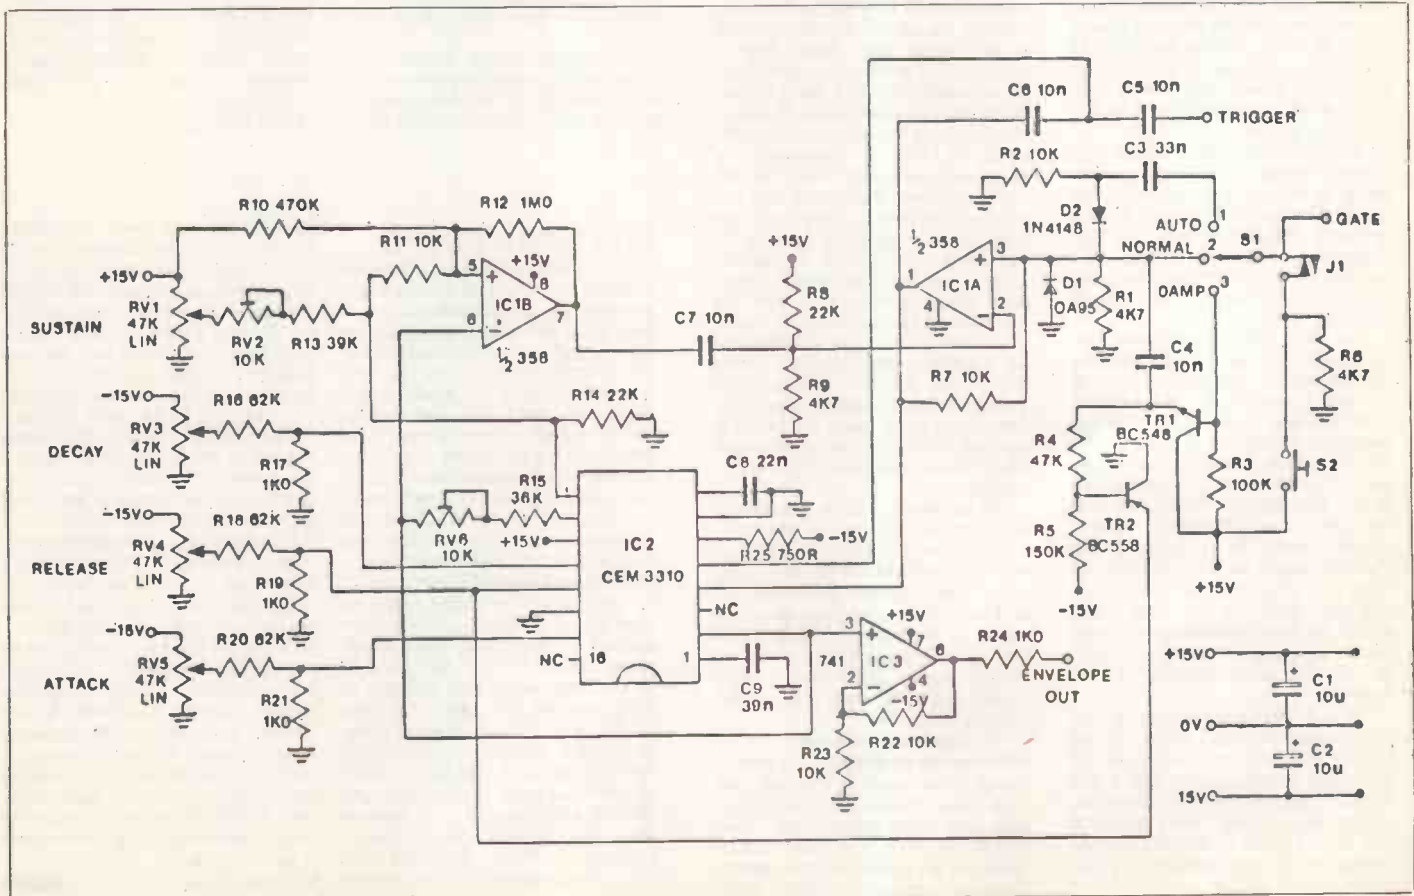 C6 10n
C5 10n
TRIGGER
R2 10K
C3 33n
R10 470K
R12 1M0
R11 10K
D2
1N4148
AUTO
1
GATE
+15V
½ 358
NORMAL
2
S1
J1
+15V
5
+15V
8
1
3
+
IC1A
4
2
-
D1
OA95
R1
4K7
DAMP
3
RV1
47K
LIN
SUSTAIN
+
IC1B
6
-
7
R8
22K
RV2
10K
R13 39K
½ 358
C7 10n
C4
10n
R6
4K7
R9
4K7
R7 10K
-15V
R16 62K
R14 22K
TR1
BC548
RV3
47K
LIN
DECAY
R4
47K
R3
100K
S2
R17
1K0
C8 22n
R15
36K
-15V
R18 62K
RV6
10K
+15V
IC2
CEM 3310
R25 750R
-15V
R5
150K
TR2
BC558
RV4
47K
LIN
RELEASE
R19
1K0
-15V
+15V
NC
-15V
R20 62K
3
+
+15V
7
741
IC3
6
R24 1K0
RV5
47K
LIN
ATTACK
NC
16
1
2
-
4
-15V
ENVELOPE
OUT
+15V
+
C1
10u
R21
1K0
C9
39n
R23
10K
R22 10K
0V
+
C2
10u
15V